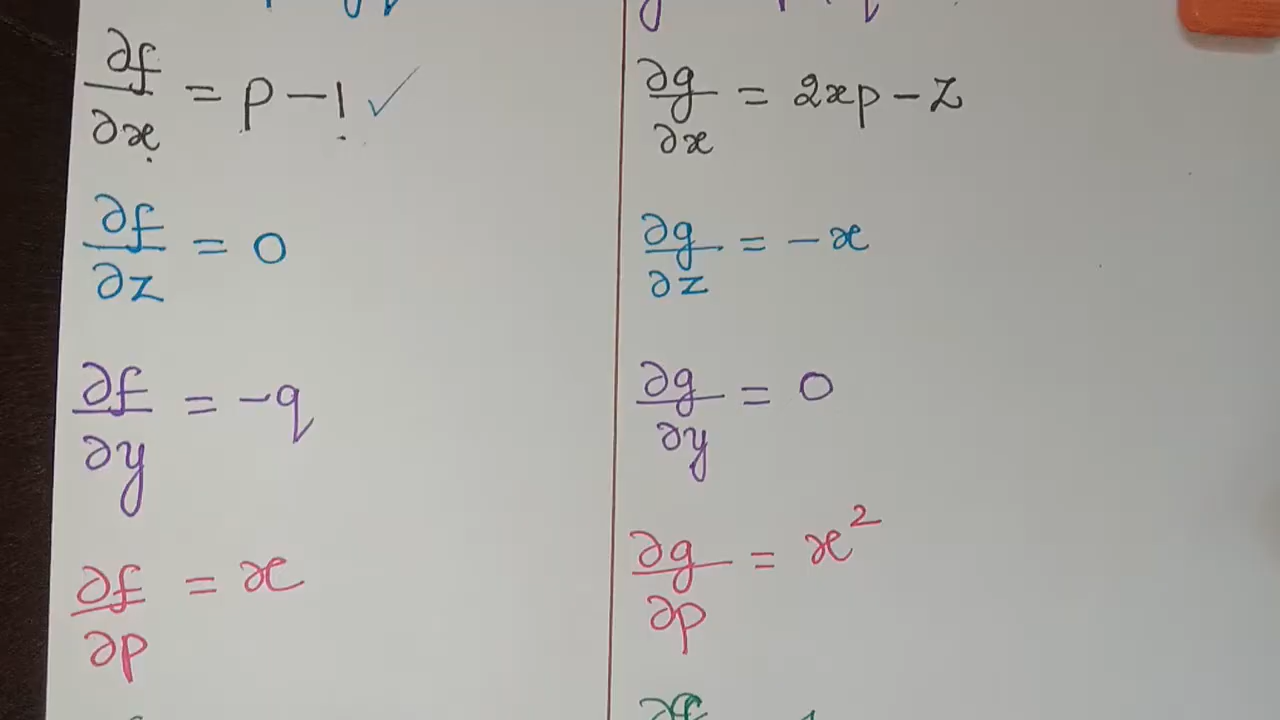 ∂f/∂x = p − 1 ✓
∂f/∂z = 0
∂f/∂y = −q
∂f/∂p = x
∂g/∂x = 2xp − z
∂g/∂z = −x
∂g/∂y = 0
∂g/∂p = x²